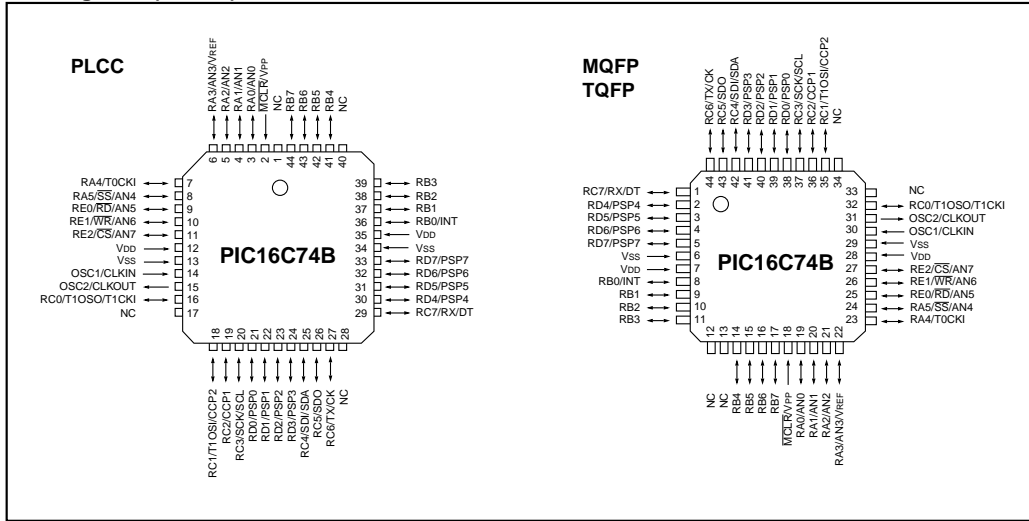 PLCC
RA3/AN3/VREF
RA2/AN2
RA1/AN1
RA0/AN0
MCLR/VPP
NC
RB7
RB6
RB5
RB4
NC
6
5
4
3
2
1
44
43
42
41
40
RA4/T0CKI 7
RA5/SS/AN4 8
RE0/RD/AN5 9
RE1/WR/AN6 10
RE2/CS/AN7 11
VDD 12
VSS 13
OSC1/CLKIN 14
OSC2/CLKOUT 15
RC0/T1OSO/T1CKI 16
NC 17
PIC16C74B
39 RB3
38 RB2
37 RB1
36 RB0/INT
35 VDD
34 VSS
33 RD7/PSP7
32 RD6/PSP6
31 RD5/PSP5
30 RD4/PSP4
29 RC7/RX/DT
18
19
20
21
22
23
24
25
26
27
28
RC1/T1OSI/CCP2
RC2/CCP1
RC3/SCK/SCL
RD0/PSP0
RD1/PSP1
RD2/PSP2
RD3/PSP3
RC4/SDI/SDA
RC5/SDO
RC6/TX/CK
NC
MQFP
TQFP
RC6/TX/CK
RC5/SDO
RC4/SDI/SDA
RD3/PSP3
RD2/PSP2
RD1/PSP1
RD0/PSP0
RC3/SCK/SCL
RC2/CCP1
RC1/T1OSI/CCP2
NC
44
43
42
41
40
39
38
37
36
35
34
RC7/RX/DT 1
RD4/PSP4 2
RD5/PSP5 3
RD6/PSP6 4
RD7/PSP7 5
VSS 6
VDD 7
RB0/INT 8
RB1 9
RB2 10
RB3 11
PIC16C74B
33 NC
32 RC0/T1OSO/T1CKI
31 OSC2/CLKOUT
30 OSC1/CLKIN
29 VSS
28 VDD
27 RE2/CS/AN7
26 RE1/WR/AN6
25 RE0/RD/AN5
24 RA5/SS/AN4
23 RA4/T0CKI
12
13
14
15
16
17
18
19
20
21
22
NC
NC
RB4
RB5
RB6
RB7
MCLR/VPP
RA0/AN0
RA1/AN1
RA2/AN2
RA3/AN3/VREF